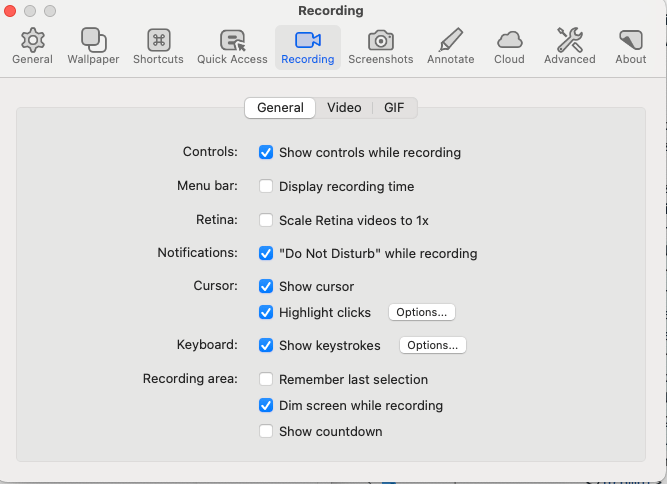 Recording
General Wallpaper Shortcuts Quick Access Recording Screenshots Annotate Cloud Advanced About
General Video GIF
Controls: Show controls while recording
Menu bar: Display recording time
Retina: Scale Retina videos to 1x
Notifications: "Do Not Disturb" while recording
Cursor: Show cursor
Highlight clicks Options...
Keyboard: Show keystrokes Options...
Recording area: Remember last selection
Dim screen while recording
Show countdown